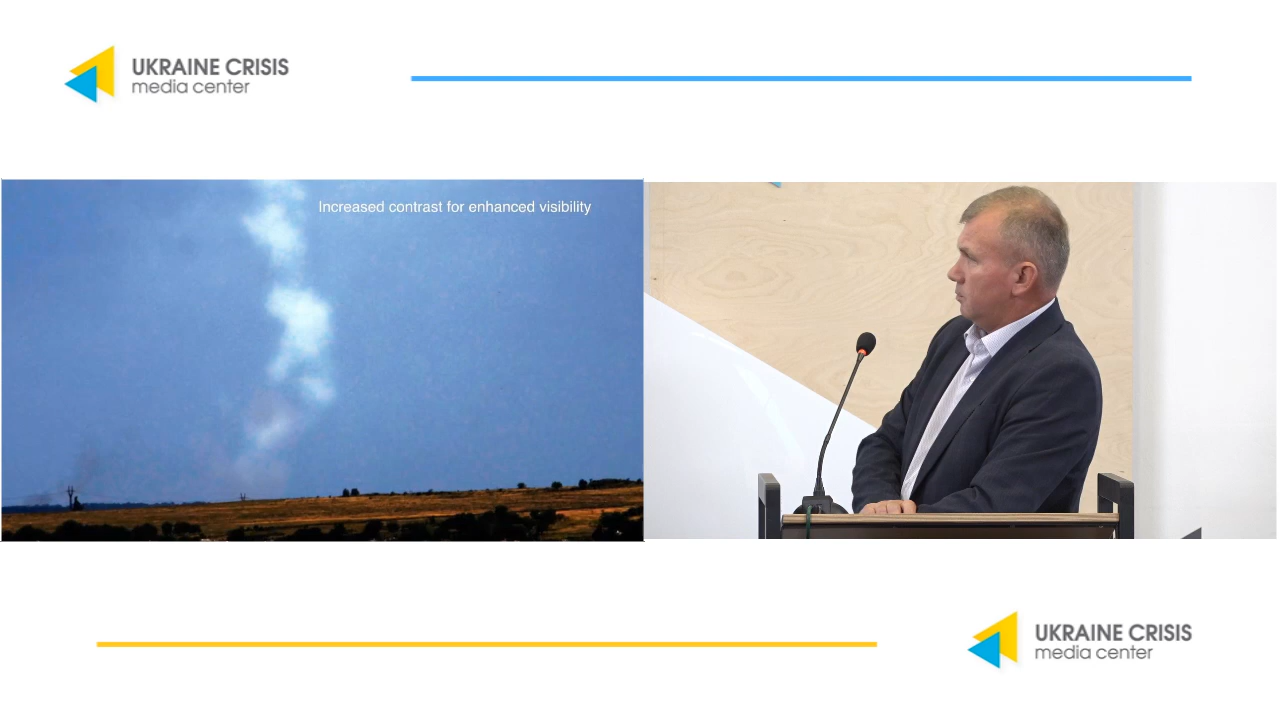 UKRAINE CRISIS
media center
Increased contrast for enhanced visibility
UKRAINE CRISIS
media center